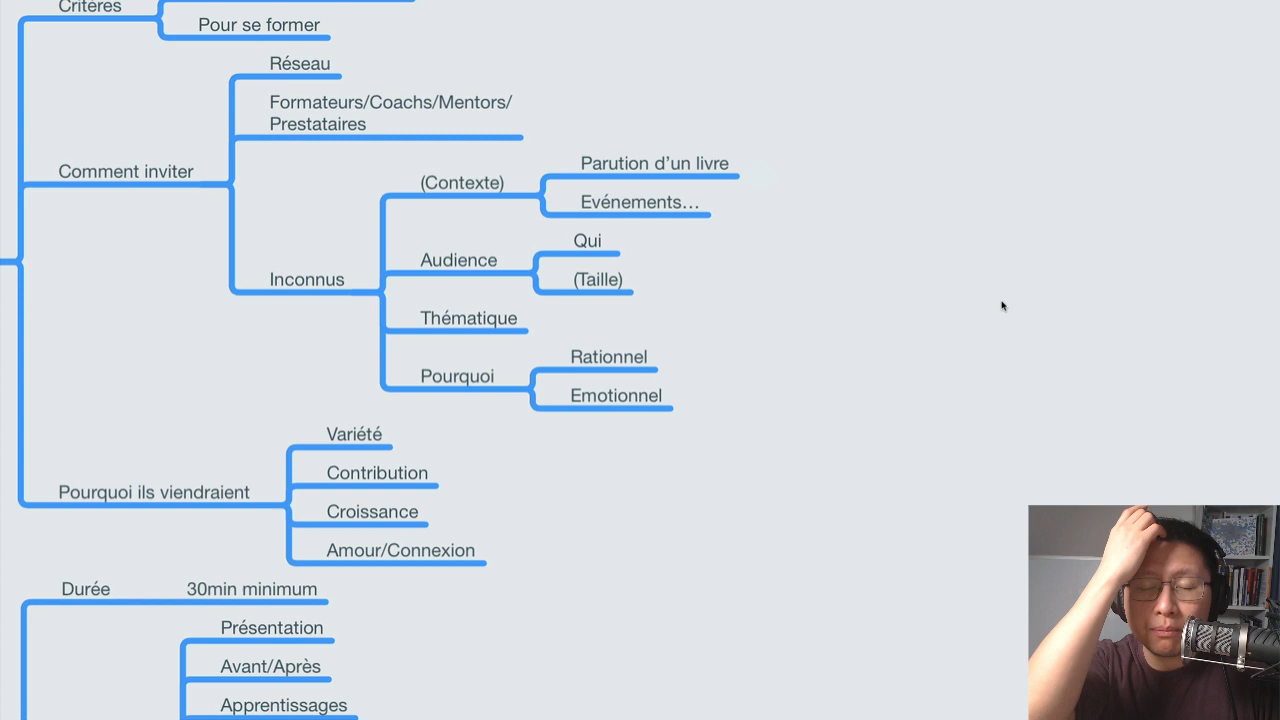 Critères
Pour se former
Réseau
Formateurs/Coachs/Mentors/
Prestataires
Comment inviter
Parution d’un livre
(Contexte)
Evénements…
Qui
Audience
(Taille)
Inconnus
Thématique
Rationnel
Pourquoi
Emotionnel
Variété
Contribution
Pourquoi ils viendraient
Croissance
Amour/Connexion
Durée
30min minimum
Présentation
Avant/Après
Apprentissages